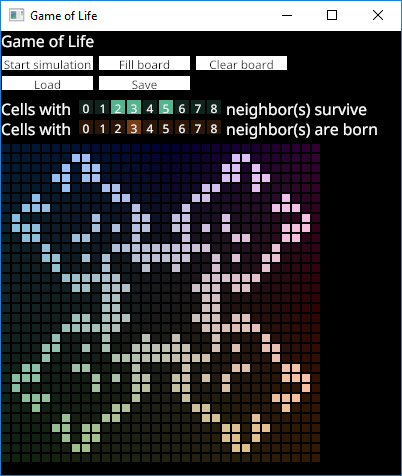 Game of Life
Game of Life
Start simulation Fill board Clear board
Load Save
Cells with 0 1 2 3 4 5 6 7 8 neighbor(s) survive
Cells with 0 1 2 3 4 5 6 7 8 neighbor(s) are born